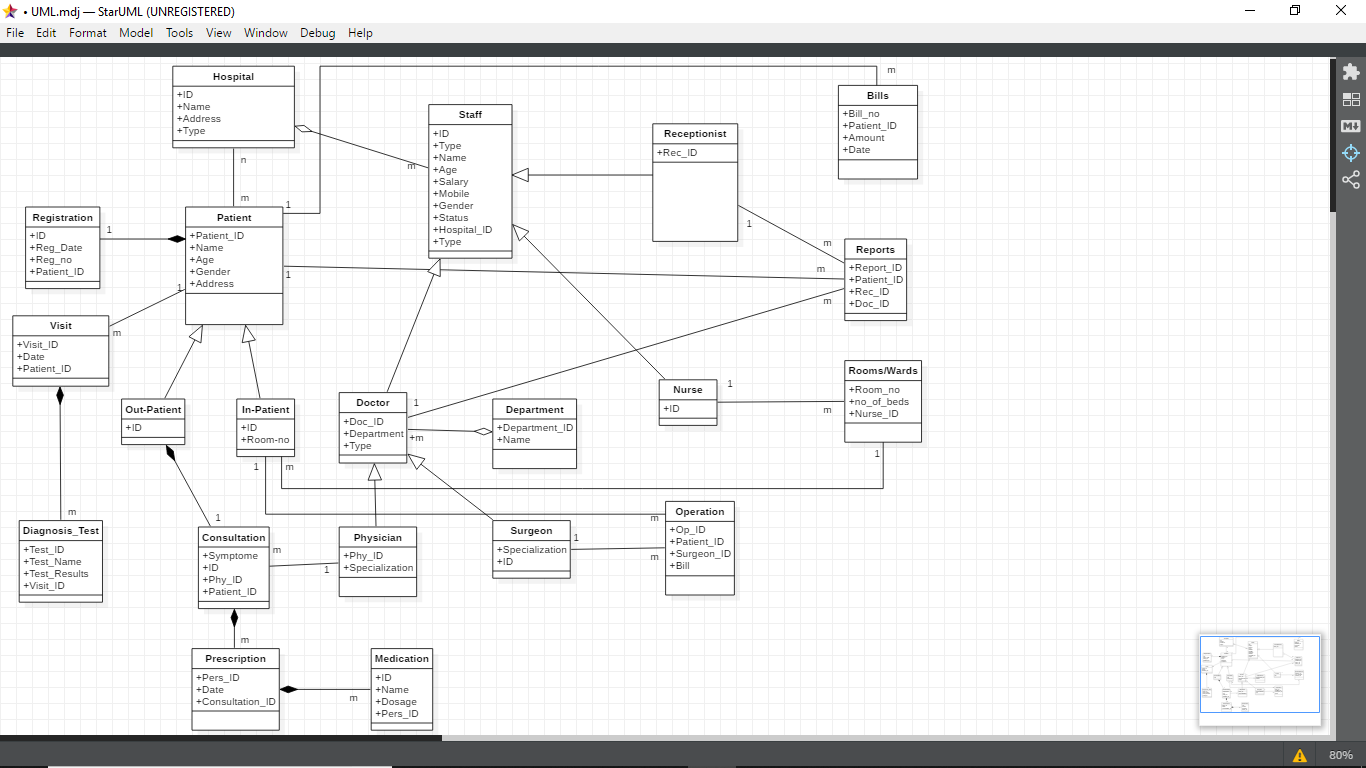 • UML.mdj — StarUML (UNREGISTERED)
File Edit Format Model Tools View Window Debug Help
Hospital
+ID
+Name
+Address
+Type
n
m
Staff
+ID
+Type
+Name
+Age
+Salary
+Mobile
+Gender
+Status
+Hospital_ID
+Type
m
Receptionist
+Rec_ID
1
m
Bills
+Bill_no
+Patient_ID
+Amount
+Date
m
Registration
+ID
+Reg_Date
+Reg_no
+Patient_ID
1
Patient
+Patient_ID
+Name
+Age
+Gender
+Address
1
1
1
Reports
+Report_ID
+Patient_ID
+Rec_ID
+Doc_ID
m
m
Visit
+Visit_ID
+Date
+Patient_ID
m
Out-Patient
+ID
In-Patient
+ID
+Room-no
1
m
Doctor
+Doc_ID
+Department
+Type
1
+m
Department
+Department_ID
+Name
Nurse
+ID
1
m
Rooms/Wards
+Room_no
+no_of_beds
+Nurse_ID
1
Diagnosis_Test
+Test_ID
+Test_Name
+Test_Results
+Visit_ID
m
Consultation
+Symptome
+ID
+Phy_ID
+Patient_ID
1
m
1
Physician
+Phy_ID
+Specialization
Surgeon
+Specialization
+ID
1
m
m
Operation
+Op_ID
+Patient_ID
+Surgeon_ID
+Bill
m
Prescription
+Pers_ID
+Date
+Consultation_ID
m
Medication
+ID
+Name
+Dosage
+Pers_ID
M
80%